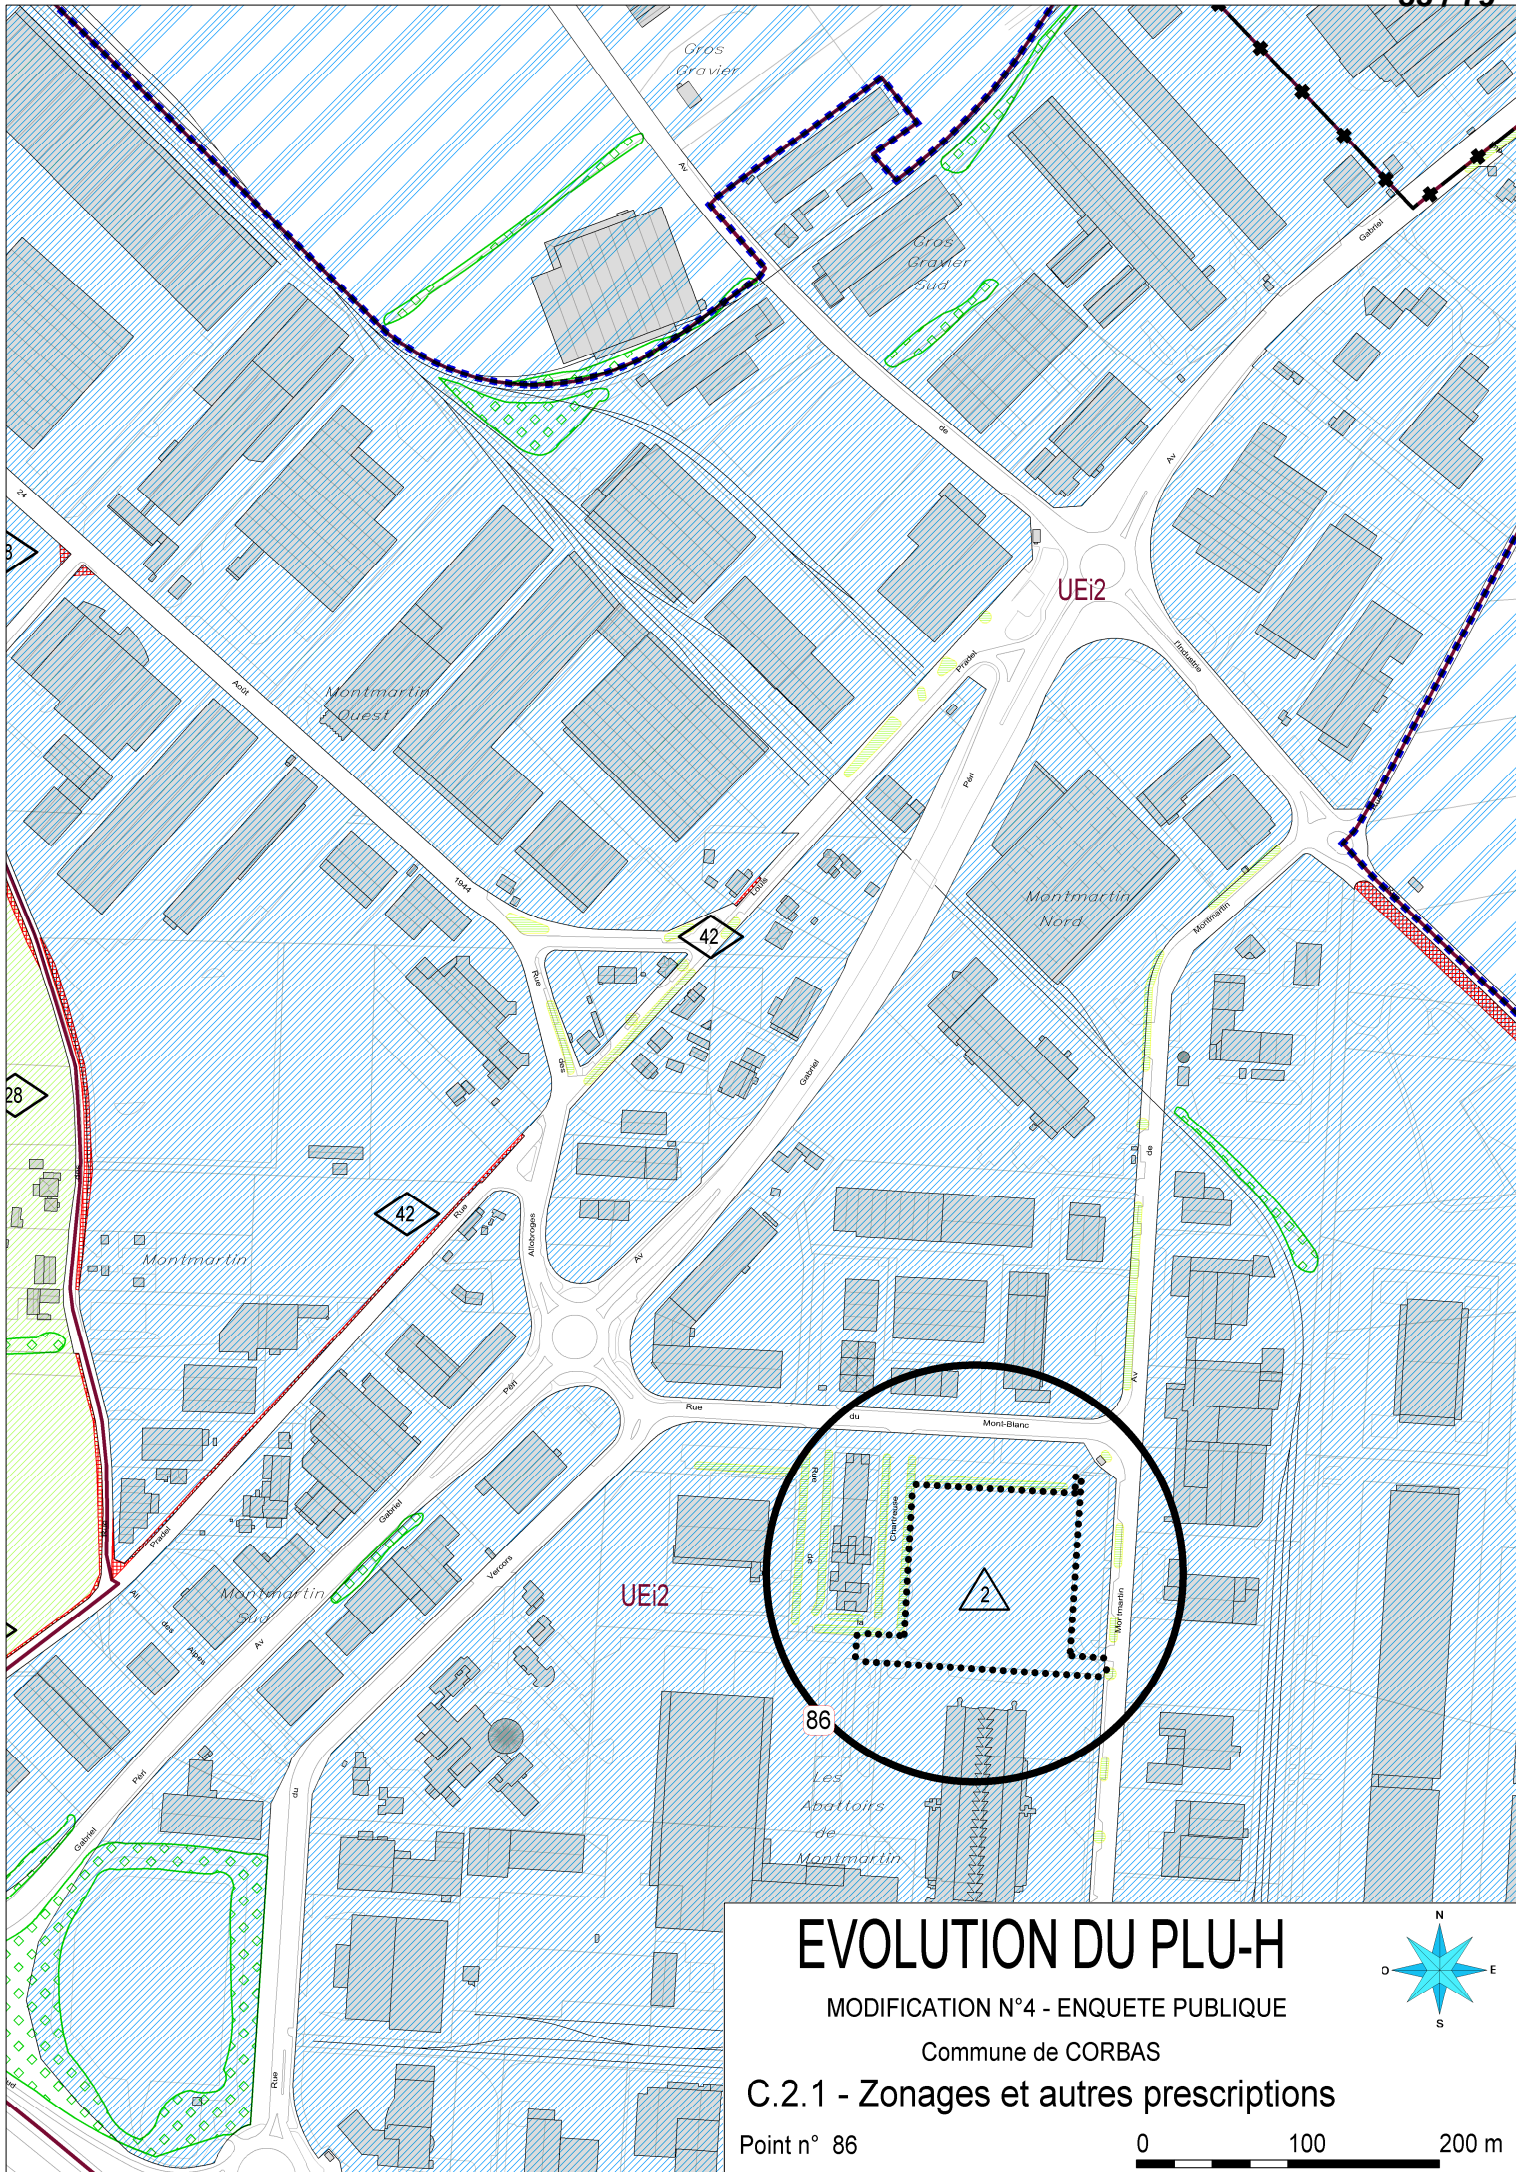 Gros
Gravier
Av
Gros
Gravier
Sud
Gabriel
de
Av
24
UEi2
Pradel
l'Industrie
Août
Montmartin
Ouest
Péri
1944
Louis
Montmartin
Nord
Montmartin
42
Rue
des
Gabriel
28
de
des
42
Rue
Allobroges
Montmartin
Av
Péri
Av
Rue
du
Mont-Blanc
Rue
de
la
Chartreuse
Gabriel
Pradel
Vercors
All
des
Alpes
Montmartin
Sud
Av
UEi2
2
Montmartin
86
Péri
du
Gabriel
Les
Abattoirs
de
Montmartin
Rue
EVOLUTION DU PLU-H
MODIFICATION N°4 - ENQUETE PUBLIQUE
Commune de CORBAS
C.2.1 - Zonages et autres prescriptions
Point n° 86
N
O
E
S
0
100
200 m